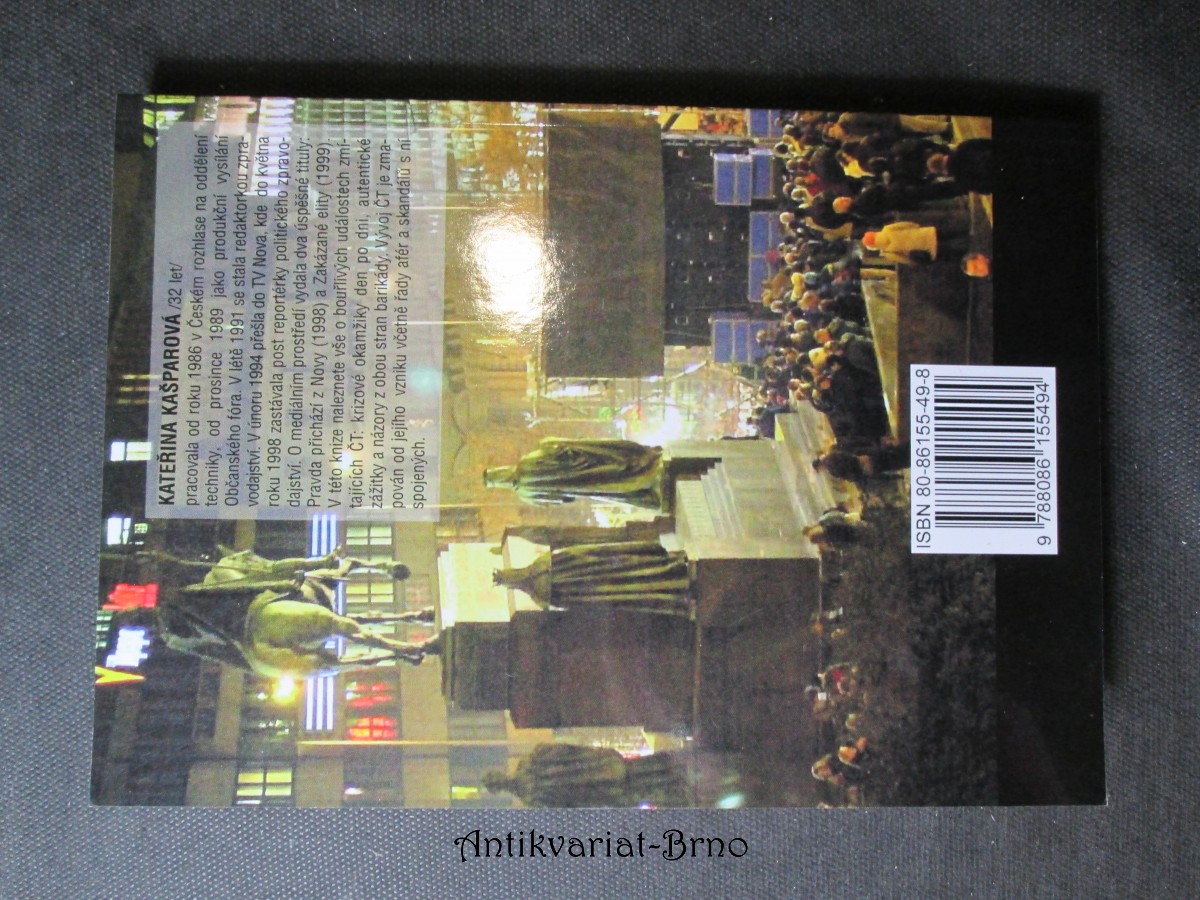 KATEŘINA KAŠPAROVÁ /32 let/
pracovala od roku 1986 v Českém rozhlase na oddělení
techniky, od prosince 1989 jako produkční vysílání
Občanského fóra. V létě 1991 se stala redaktorkou zpra-
vodajství. V únoru 1994 přešla do TV Nova, kde do května
roku 1998 zastávala post reportérky politického zpravo-
dajství. O mediálním prostředí vydala dva úspěšné tituly:
Pravda přichází z Novy (1998) a Zakázané elity (1999).
V této knize naleznete vše o bouřlivých událostech zmí-
tajících ČT: krizové okamžiky den po dni, autentické
zážitky a názory z obou stran barikády. Vývoj ČT je zma-
pován od jejího vzniku včetně řady afér a skandálů s ní
spojených.
ISBN 80-86155-49-8
9 788086 155494
Antikvariat-Brno